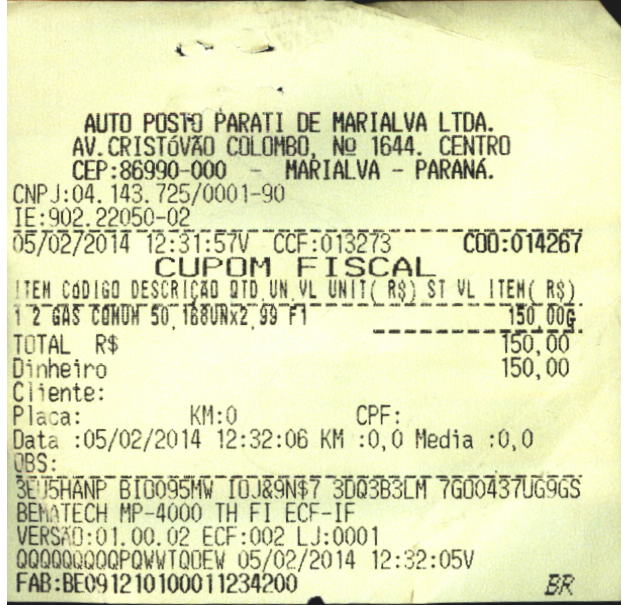 AUTO POSTO PARATI DE MARIALVA LTDA.
AV.CRISTóVãO COLOMBO, Nº 1644. CENTRO
CEP:86990-000 - MARIALVA - PARANÁ.
CNPJ:04.143.725/0001-90
IE:902.22050-02
05/02/2014 12:31:57V CCF:013273 COO:014267
CUPOM FISCAL
ITEM CóDIGO DESCRIÇÃO QTD.UN.VL UNIT( R$) ST VL ITEM( R$)
1 2 GAS COMUM 50,168UNx2,99 F1 150,00G
TOTAL R$ 150,00
Dinheiro 150,00
Cliente:
Placa: KM:0 CPF:
Data :05/02/2014 12:32:06 KM :0,0 Media :0,0
OBS:
3EU5HANP BI0095MW IOJ&9N$7 3DQ3B3LM 7G00437UG9GS
BEMATECH MP-4000 TH FI ECF-IF
VERSÃO:01.00.02 ECF:002 LJ:0001
QQQQQQQQQPQWWTQOEW 05/02/2014 12:32:05V
FAB:BE091210100011234200 BR